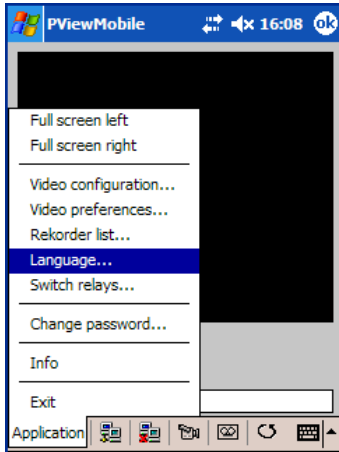 PViewMobile 16:08 ok
Full screen left
Full screen right
Video configuration...
Video preferences...
Rekorder list...
Language...
Switch relays...
Change password...
Info
Exit
Application